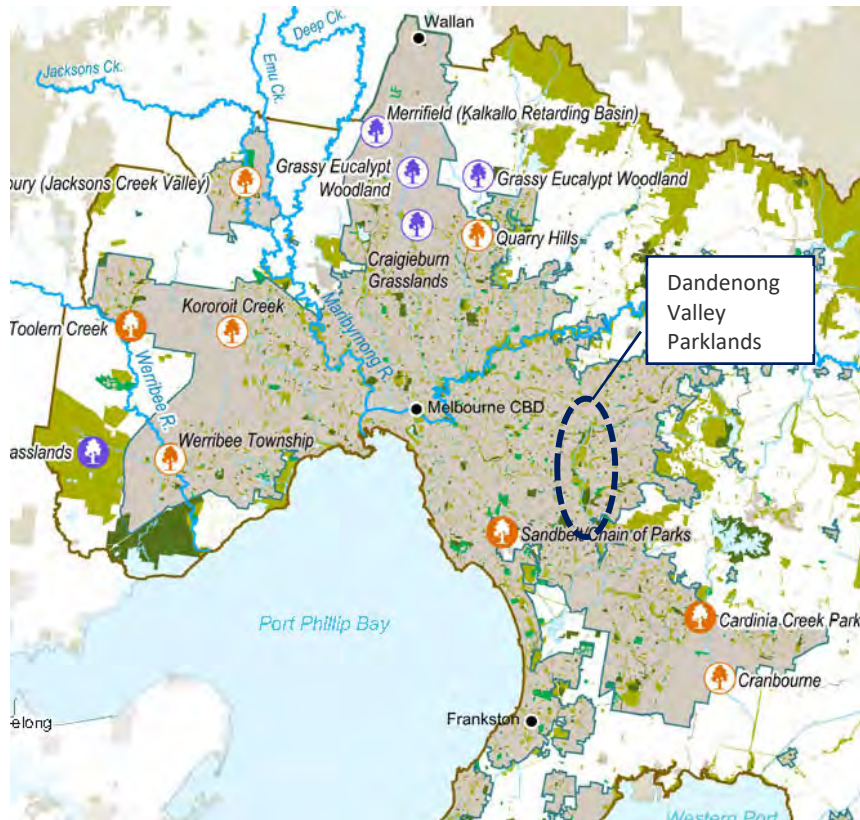 Wallan
Deep Ck.
Jacksons Ck.
Emu Ck.
LF
Merrifield (Kalkallo Retarding Basin)
Grassy Eucalypt
Woodland
Grassy Eucalypt Woodland
bury (Jacksons Creek Valley)
Quarry Hills
Craigieburn
Grasslands
Dandenong
Valley
Parklands
Kororoit Creek
Toolern Creek
Maribyrnong R.
Werribee R.
Melbourne CBD
asslands
Werribee Township
Sandbelt/Chain of Parks
Port Phillip Bay
Cardinia Creek Park
Cranbourne
Frankston
elong
Western Port